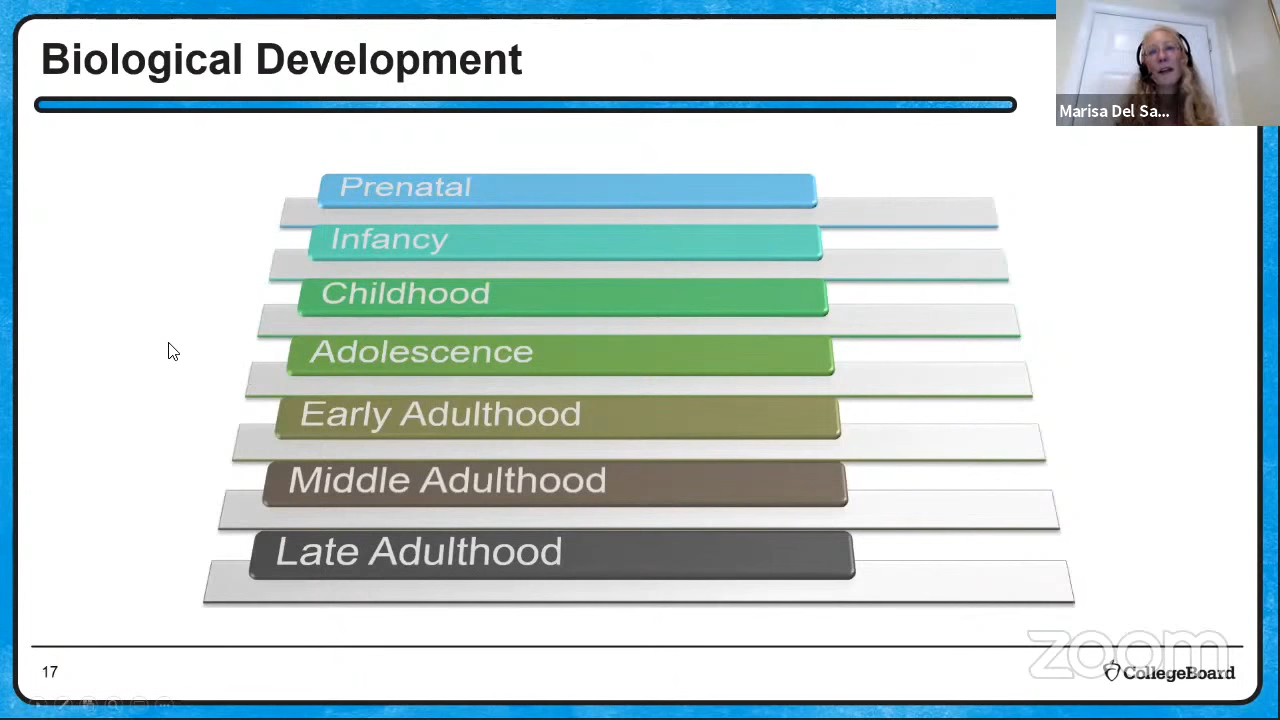 Biological Development
Marisa Del Sa...
Prenatal
Infancy
Childhood
Adolescence
Early Adulthood
Middle Adulthood
Late Adulthood
zoom
17
CollegeBoard